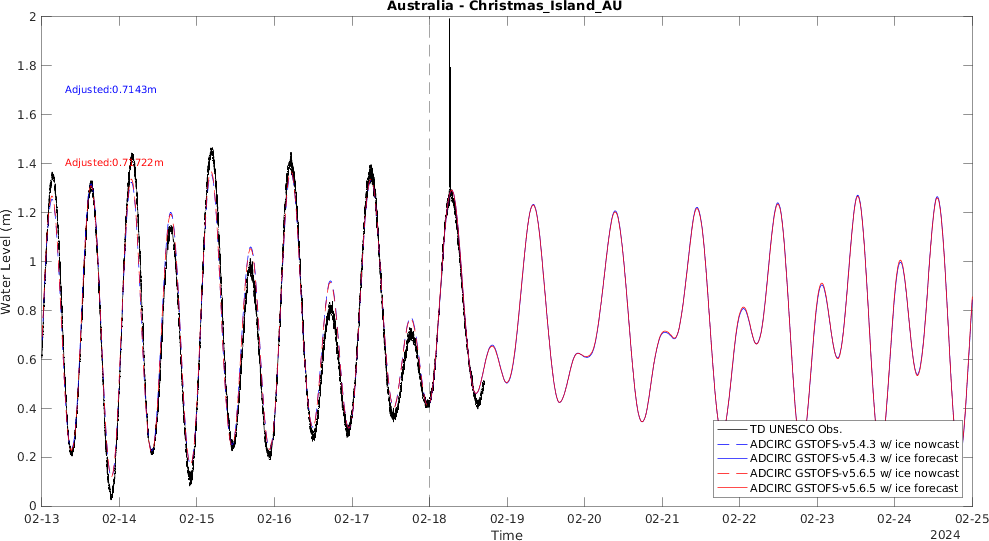 Australia - Christmas_Island_AU
Water Level (m)
2
1.8
1.6
1.4
1.2
1
0.8
0.6
0.4
0.2
0
Adjusted:0.7143m
TD UNESCO Obs.
ADCIRC GSTOFS-v5.4.3 w/ ice nowcast
ADCIRC GSTOFS-v5.4.3 w/ ice forecast
ADCIRC GSTOFS-v5.6.5 w/ ice nowcast
ADCIRC GSTOFS-v5.6.5 w/ ice forecast
02-13 02-14 02-15 02-16 02-17 02-18 02-19 02-20 02-21 02-22 02-23 02-24 02-25
Time
2024